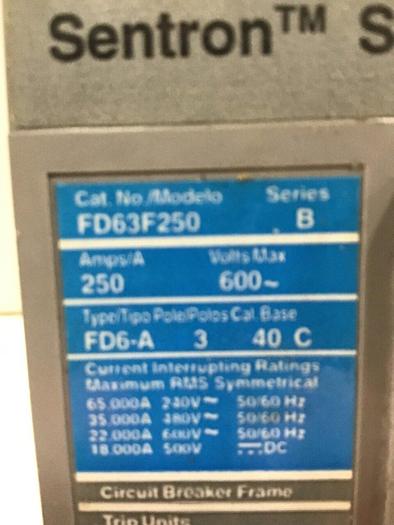 Sentron™ S
Cat. No./Modelo Series
FD63F250 B
Amps/A Volts Max
250 600~
Type/Tipo Pole/Polos Cal. Base
FD6-A 3 40 C
Current Interrupting Ratings
Maximum RMS Symmetrical
65,000A 240V~ 50/60 Hz
35,000A 480V~ 50/60 Hz
22,000A 600V~ 50/60 Hz
18,000A 500V ⎓DC
Circuit Breaker Frame
Trip Units